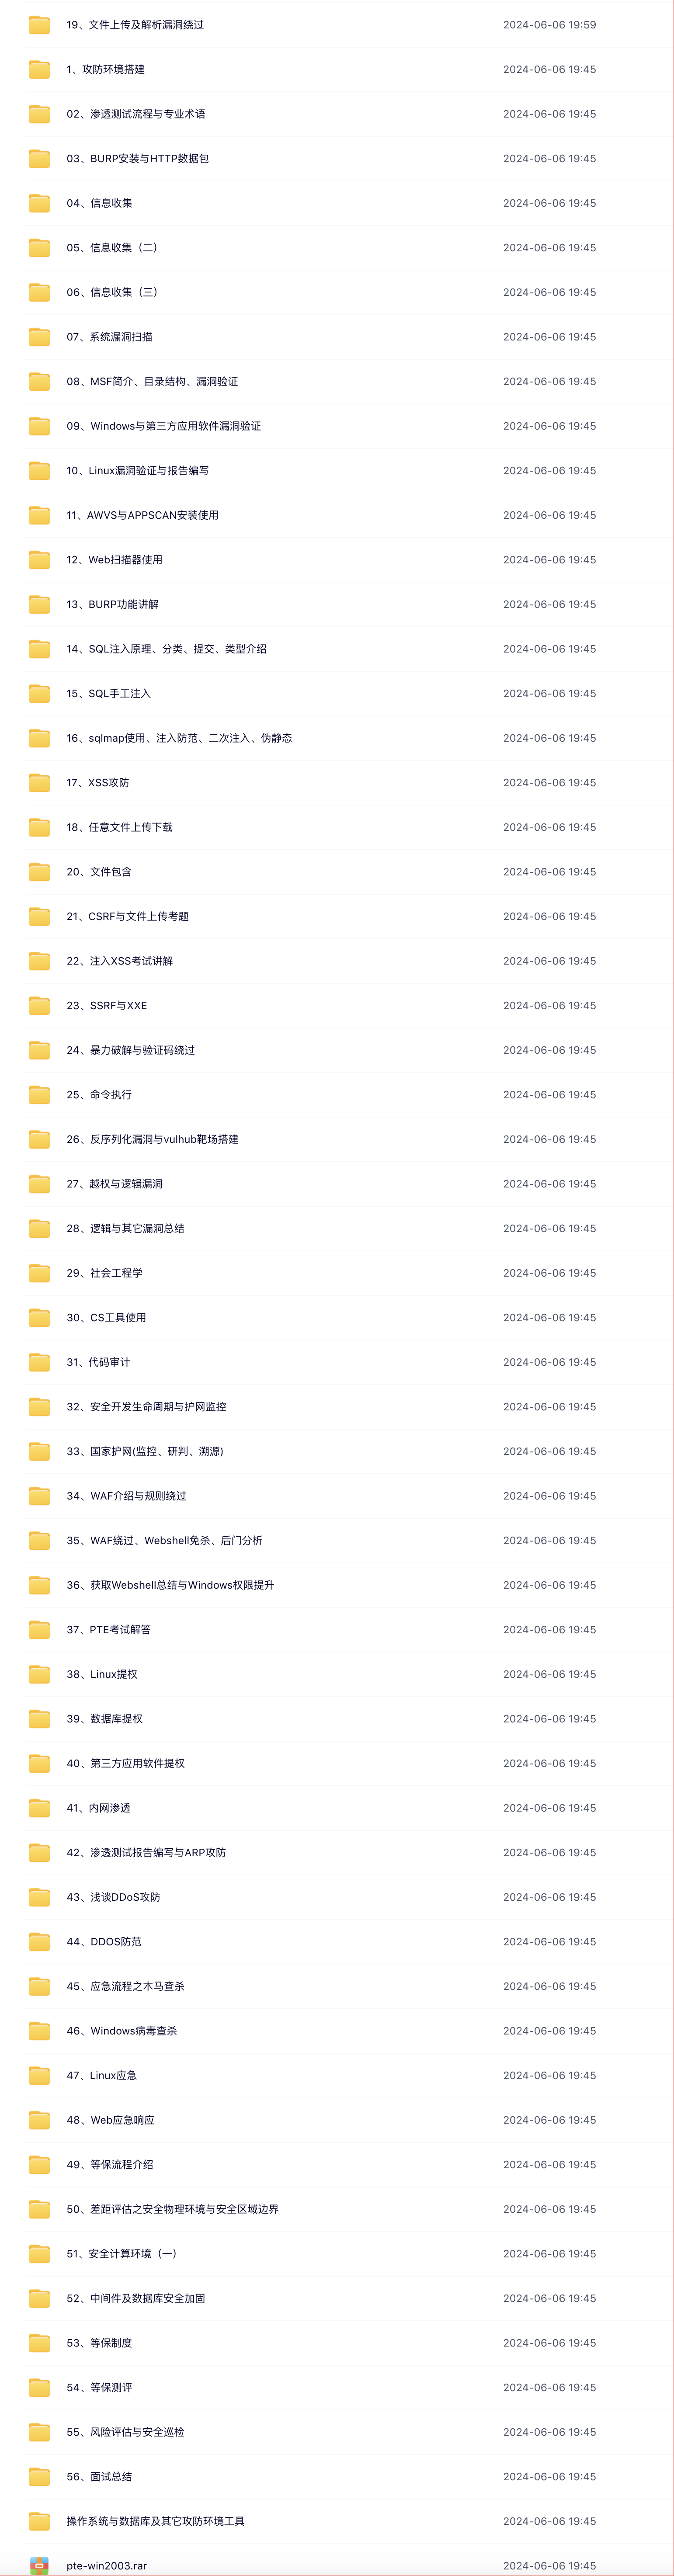 19、文件上传及解析漏洞绕过 2024-06-06 19:59
1、攻防环境搭建 2024-06-06 19:45
02、渗透测试流程与专业术语 2024-06-06 19:45
03、BURP安装与HTTP数据包 2024-06-06 19:45
04、信息收集 2024-06-06 19:45
05、信息收集（二） 2024-06-06 19:45
06、信息收集（三） 2024-06-06 19:45
07、系统漏洞扫描 2024-06-06 19:45
08、MSF简介、目录结构、漏洞验证 2024-06-06 19:45
09、Windows与第三方应用软件漏洞验证 2024-06-06 19:45
10、Linux漏洞验证与报告编写 2024-06-06 19:45
11、AWVS与APPSCAN安装使用 2024-06-06 19:45
12、Web扫描器使用 2024-06-06 19:45
13、BURP功能讲解 2024-06-06 19:45
14、SQL注入原理、分类、提交、类型介绍 2024-06-06 19:45
15、SQL手工注入 2024-06-06 19:45
16、sqlmap使用、注入防范、二次注入、伪静态 2024-06-06 19:45
17、XSS攻防 2024-06-06 19:45
18、任意文件上传下载 2024-06-06 19:45
20、文件包含 2024-06-06 19:45
21、CSRF与文件上传考题 2024-06-06 19:45
22、注入XSS考试讲解 2024-06-06 19:45
23、SSRF与XXE 2024-06-06 19:45
24、暴力破解与验证码绕过 2024-06-06 19:45
25、命令执行 2024-06-06 19:45
26、反序列化漏洞与vulhub靶场搭建 2024-06-06 19:45
27、越权与逻辑漏洞 2024-06-06 19:45
28、逻辑与其它漏洞总结 2024-06-06 19:45
29、社会工程学 2024-06-06 19:45
30、CS工具使用 2024-06-06 19:45
31、代码审计 2024-06-06 19:45
32、安全开发生命周期与护网监控 2024-06-06 19:45
33、国家护网(监控、研判、溯源) 2024-06-06 19:45
34、WAF介绍与规则绕过 2024-06-06 19:45
35、WAF绕过、Webshell免杀、后门分析 2024-06-06 19:45
36、获取Webshell总结与Windows权限提升 2024-06-06 19:45
37、PTE考试解答 2024-06-06 19:45
38、Linux提权 2024-06-06 19:45
39、数据库提权 2024-06-06 19:45
40、第三方应用软件提权 2024-06-06 19:45
41、内网渗透 2024-06-06 19:45
42、渗透测试报告编写与ARP攻防 2024-06-06 19:45
43、浅谈DDoS攻防 2024-06-06 19:45
44、DDOS防范 2024-06-06 19:45
45、应急流程之木马查杀 2024-06-06 19:45
46、Windows病毒查杀 2024-06-06 19:45
47、Linux应急 2024-06-06 19:45
48、Web应急响应 2024-06-06 19:45
49、等保流程介绍 2024-06-06 19:45
50、差距评估之安全物理环境与安全区域边界 2024-06-06 19:45
51、安全计算环境（一） 2024-06-06 19:45
52、中间件及数据库安全加固 2024-06-06 19:45
53、等保制度 2024-06-06 19:45
54、等保测评 2024-06-06 19:45
55、风险评估与安全巡检 2024-06-06 19:45
56、面试总结 2024-06-06 19:45
操作系统与数据库及其它攻防环境工具 2024-06-06 19:45
pte-win2003.rar 2024-06-06 19:45